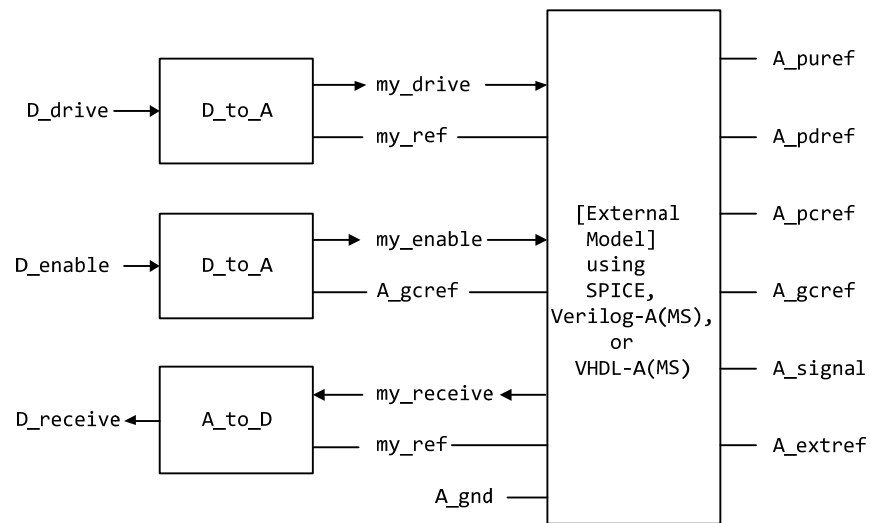 D_drive
D_to_A
my_drive
my_ref
D_enable
D_to_A
my_enable
A_gcref
D_receive
A_to_D
my_receive
my_ref
A_gnd
[External
Model]
using
SPICE,
Verilog-A(MS),
or
VHDL-A(MS)
A_puref
A_pdref
A_pcref
A_gcref
A_signal
A_extref